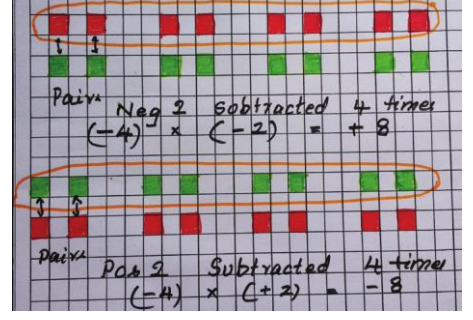 Pairs
Neg 2 Subtracted 4 times
(-4) × (-2) = + 8
Pairs
Pos 2 Subtracted 4 times
(-4) × (+2) = - 8